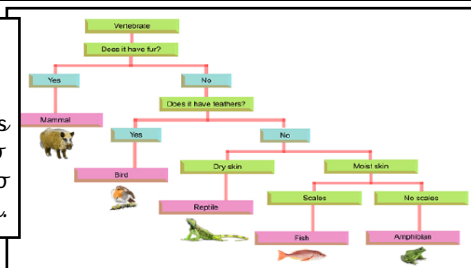 Vertebrate
Does it have fur?
Yes
No
Mammal
Does it have feathers?
Yes
No
Bird
Dry skin
Moist skin
Reptile
Scales
No scales
Fish
Amphibian